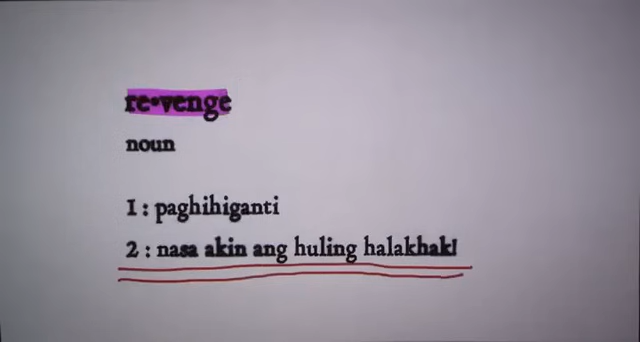 re•venge
noun
1 : paghihiganti
2 : nasa akin ang huling halakhak!